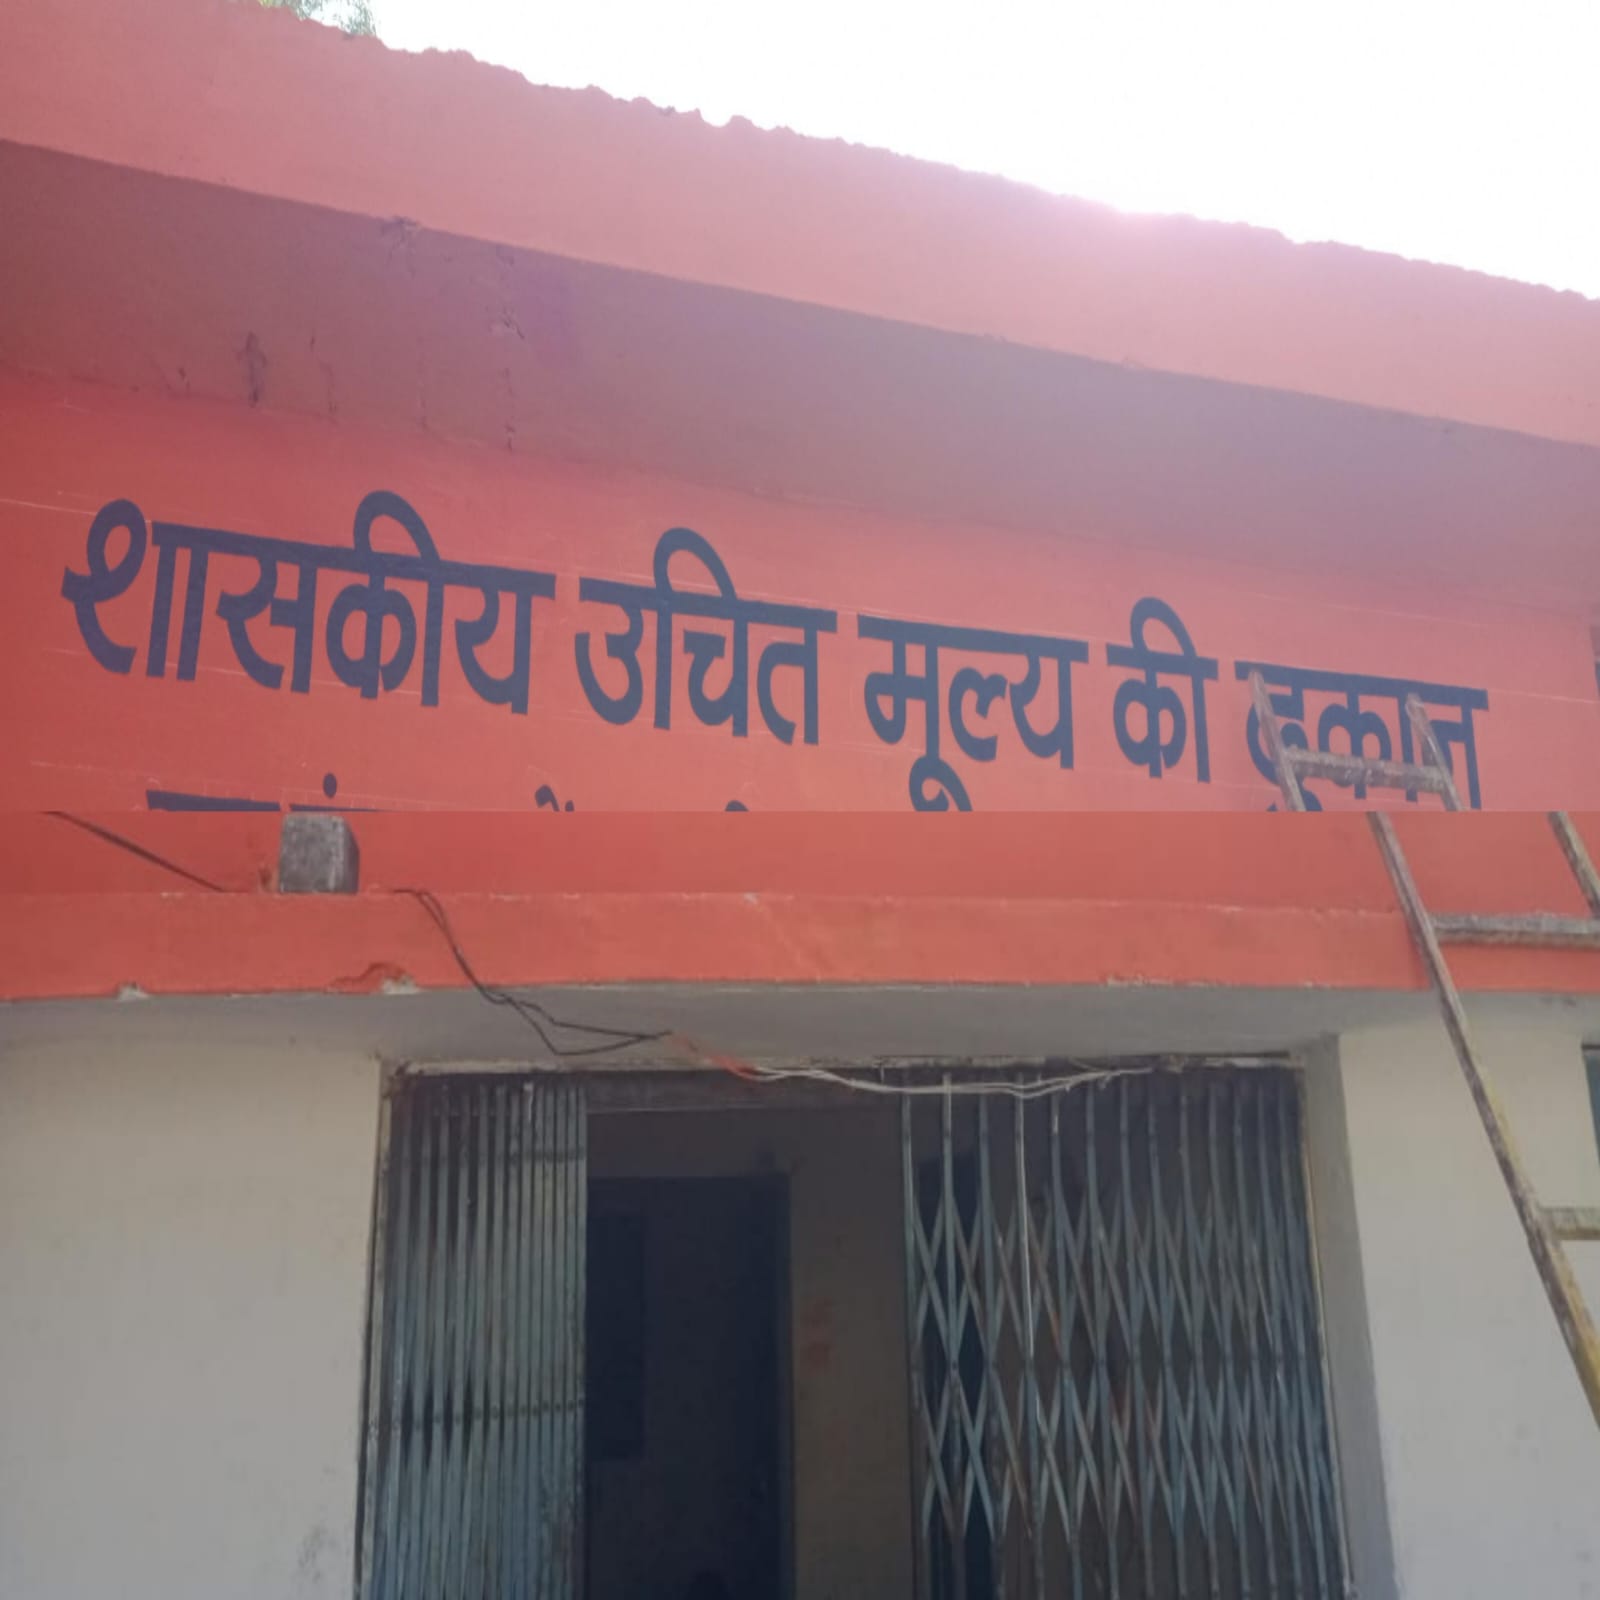 शासकीय उचित मूल्य की दुकान